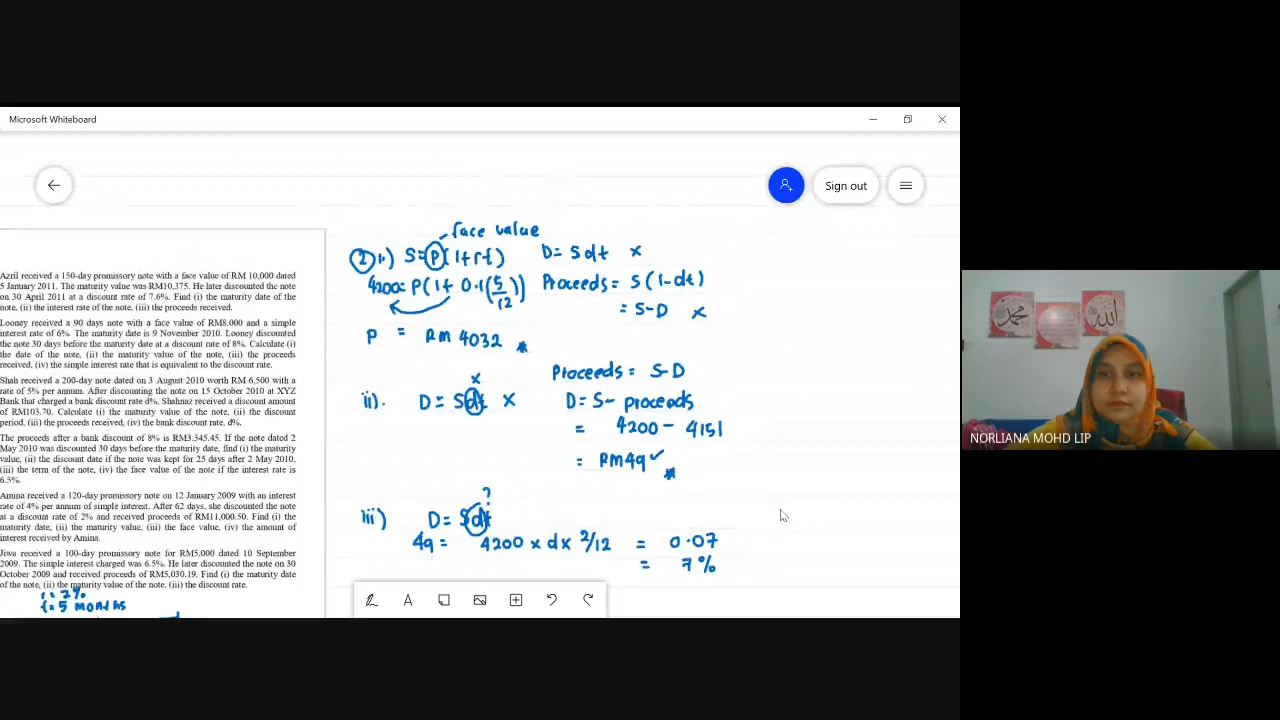 Microsoft Whiteboard
Sign out
Azril received a 150-day promissory note with a face value of RM 10,000 dated
5 January 2011. The maturity value was RM10,375. He later discounted the note
on 30 April 2011 at a discount rate of 7.6%. Find (i) the maturity date of the
note, (ii) the interest rate of the note, (iii) the proceeds received.
Looney received a 90 days note with a face value of RM8.000 and a simple
interest rate of 6%. The maturity date is 9 November 2010. Looney discounted
the note 30 days before the maturity date at a discount rate of 8%. Calculate (i)
the date of the note, (ii) the maturity value of the note, (iii) the proceeds
received, (iv) the simple interest rate that is equivalent to the discount rate.
Shah received a 200-day note dated on 3 August 2010 worth RM 6,500 with a
rate of 5% per annum. After discounting the note on 15 October 2010 at XYZ
Bank that charged a bank discount rate d%, Shahnaz received a discount amount
of RM103.70. Calculate (i) the maturity value of the note, (ii) the discount
period. (iii) the proceeds received, (iv) the bank discount rate, d%.
The proceeds after a bank discount of 8% is RM3.345.45. If the note dated 2
May 2010 was discounted 30 days before the maturity date, find (i) the maturity
value, (ii) the discount date if the note was kept for 25 days after 2 May 2010,
(iii) the term of the note, (iv) the face value of the note if the interest rate is
6.5%.
Amina received a 120-day promissory note on 12 January 2009 with an interest
rate of 4% per annum of simple interest. After 62 days, she discounted the note
at a discount rate of 2% and received proceeds of RM11,000.50. Find (i) the
maturity date, (ii) the maturity value, (iii) the face value, (iv) the amount of
interest received by Amina.
Jiwa received a 100-day promissory note for RM5,000 dated 10 September
2009. The simple interest charged was 6.5%. He later discounted the note on 30
October 2009 and received proceeds of RM5,030.19. Find (i) the maturity date
of the note, (ii) the maturity value of the note, (iii) the discount rate.
t = 5 months
face value
2 i) S = P(1+rt)
4200 = P(1+ 0.1(5/12))
P = RM 4032 *
D = Sdt x
Proceeds = S(1-dt)
= S-D x
x
ii). D = Sdt x
Proceeds = S-D
D = S- proceeds
= 4200 - 4151
= RM49 ✓ *
?
iii) D = Sdt
49 = 4200 x d x 2/12 = 0.07
= 7%
NORLIANA MOHD LIP
محمد
الله